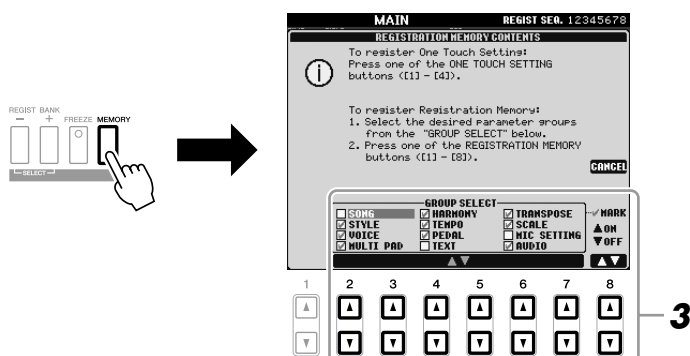 MAIN
REGIST SEQ. 12345678
REGISTRATION MEMORY CONTENTS
To register One Touch Setting:
Press one of the ONE TOUCH SETTING
buttons ([1] – [4]).
To register Registration Memory:
1. Select the desired parameter groups
from the "GROUP SELECT" below.
2. Press one of the REGISTRATION MEMORY
buttons ([1] – [8]).
CANCEL
REGIST BANK
− + FREEZE MEMORY
SELECT
GROUP SELECT
SONG HARMONY TRANSPOSE MARK
STYLE TEMPO SCALE ▲ON
VOICE PEDAL MIC SETTING ▼OFF
MULTI PAD TEXT AUDIO
▲▼ ▲▼
1 2 3 4 5 6 7 8
3